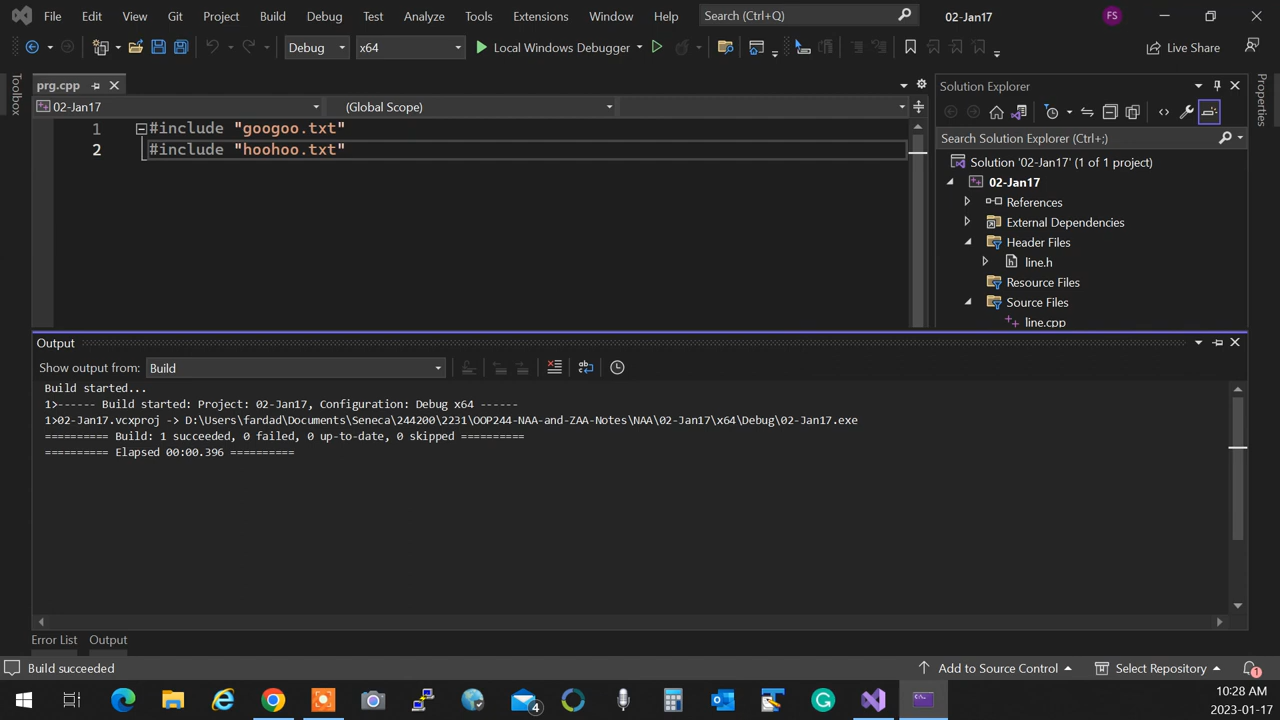 File Edit View Git Project Build Debug Test Analyze Tools Extensions Window Help Search (Ctrl+Q) 02-Jan17 FS
Debug x64 Local Windows Debugger Live Share
Toolbox
prg.cpp
02-Jan17 (Global Scope)
1 #include "googoo.txt"
2 #include "hoohoo.txt"
Solution Explorer
Search Solution Explorer (Ctrl+;)
Solution '02-Jan17' (1 of 1 project)
02-Jan17
References
External Dependencies
Header Files
line.h
Resource Files
Source Files
line.cpp
Properties
Output
Show output from: Build
Build started...
1>------ Build started: Project: 02-Jan17, Configuration: Debug x64 ------
1>02-Jan17.vcxproj -> D:\Users\fardad\Documents\Seneca\244200\2231\OOP244-NAA-and-ZAA-Notes\NAA\02-Jan17\x64\Debug\02-Jan17.exe
========== Build: 1 succeeded, 0 failed, 0 up-to-date, 0 skipped ==========
========== Elapsed 00:00.396 ==========
Error List Output
Build succeeded Add to Source Control Select Repository 1
4
10:28 AM
2023-01-17